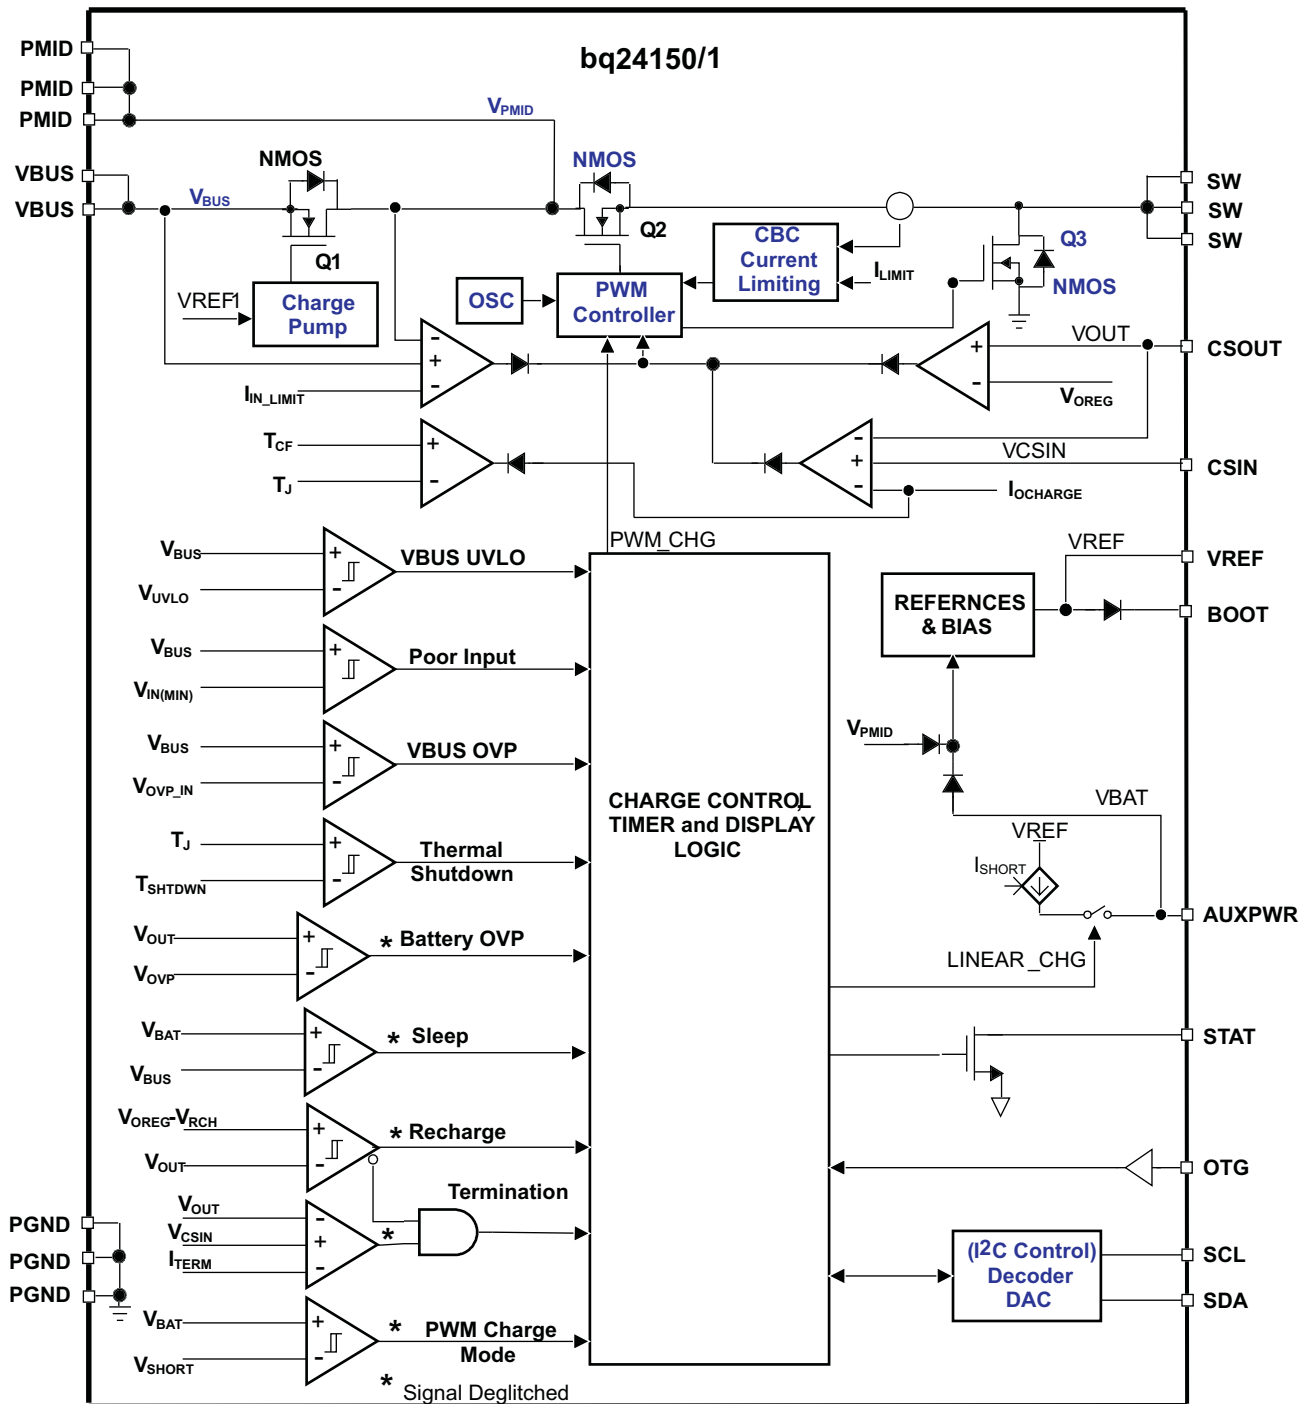 bq24150/1
PMID
PMID
PMID
VBUS
VBUS
VPMID
VBUS
NMOS
Q1
NMOS
Q2
VREF1
Charge
Pump
OSC
PWM
Controller
CBC
Current
Limiting
ILIMIT
Q3
NMOS
SW
SW
SW
-
+
-
IIN_LIMIT
+
-
VOUT
VOREG
CSOUT
TCF
TJ
+
-
-
+
-
VCSIN
IOCHARGE
CSIN
PWM_CHG
VBUS
VUVLO
+
-
VBUS UVLO
VBUS
VIN(MIN)
+
-
Poor Input
VBUS
VOVP_IN
+
-
VBUS OVP
TJ
TSHTDWN
+
-
Thermal
Shutdown
VOUT
VOVP
+
-
* Battery OVP
VBAT
VBUS
+
-
* Sleep
VOREG-VRCH
VOUT
+
-
* Recharge
VOUT
VCSIN
ITERM
-
+
-
*
Termination
VBAT
VSHORT
+
-
*
PWM Charge
Mode
* Signal Deglitched
CHARGE CONTROL,
TIMER and DISPLAY
LOGIC
REFERNCES
& BIAS
VREF
VREF
BOOT
VPMID
VBAT
VREF
ISHORT
LINEAR_CHG
AUXPWR
STAT
OTG
(I2C Control)
Decoder
DAC
SCL
SDA
PGND
PGND
PGND